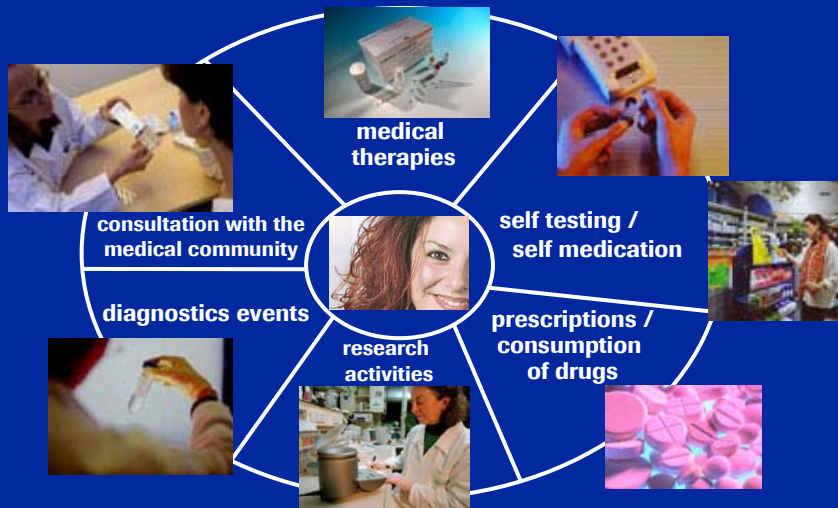 medical
therapies
self testing /
self medication
prescriptions /
consumption
of drugs
research
activities
diagnostics events
consultation with the
medical community